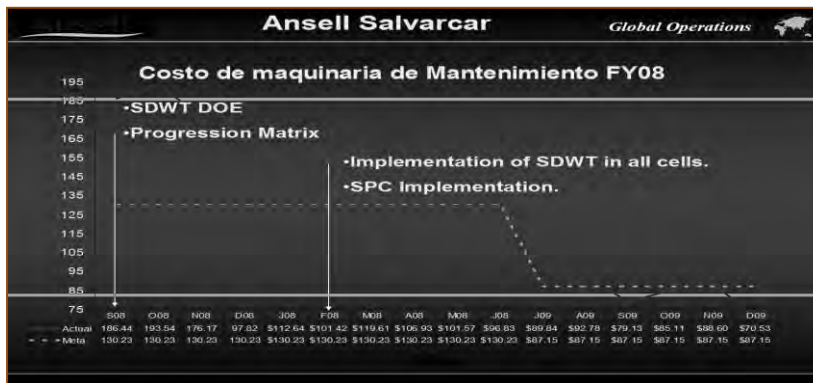 Ansell Salvarcar
Global Operations
Costo de maquinaria de Mantenimiento FY08
195
185
175
165
155
145
135
125
115
105
95
85
75
•SDWT DOE
•Progression Matrix
•Implementation of SDWT in all cells.
•SPC Implementation.
S08 O08 N08 D08 J08 F08 M08 A08 M08 J08 J09 A09 S09 O09 N09 D09
Actual 186.44 193.54 176.17 97.82 $112.64 $101.42 $119.61 $106.93 $101.57 $96.83 $89.84 $92.78 $79.13 $85.11 $88.60 $70.53
Meta 130.23 130.23 130.23 130.23 $130.23 $130.23 $130.23 $130.23 $130.23 $130.23 $87.15 $87.15 $87.15 $87.15 $87.15 $87.15